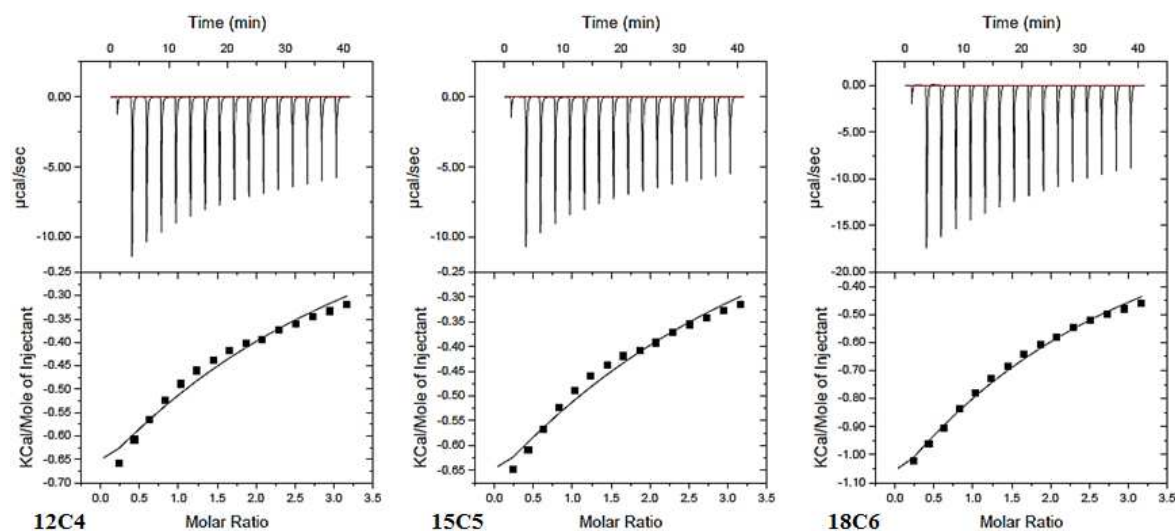 Time (min)
0 10 20 30 40
0.00
-5.00
-10.00
µcal/sec
-0.25
-0.30
-0.35
-0.40
-0.45
-0.50
-0.55
-0.60
-0.65
-0.70
KCal/Mole of Injectant
0.0 0.5 1.0 1.5 2.0 2.5 3.0 3.5
Molar Ratio
12C4
Time (min)
0 10 20 30 40
0.00
-5.00
-10.00
µcal/sec
-0.25
-0.30
-0.35
-0.40
-0.45
-0.50
-0.55
-0.60
-0.65
KCal/Mole of Injectant
0.0 0.5 1.0 1.5 2.0 2.5 3.0 3.5
Molar Ratio
15C5
Time (min)
0 10 20 30 40
0.00
-5.00
-10.00
-15.00
-20.00
µcal/sec
-0.40
-0.50
-0.60
-0.70
-0.80
-0.90
-1.00
-1.10
KCal/Mole of Injectant
0.0 0.5 1.0 1.5 2.0 2.5 3.0 3.5
Molar Ratio
18C6